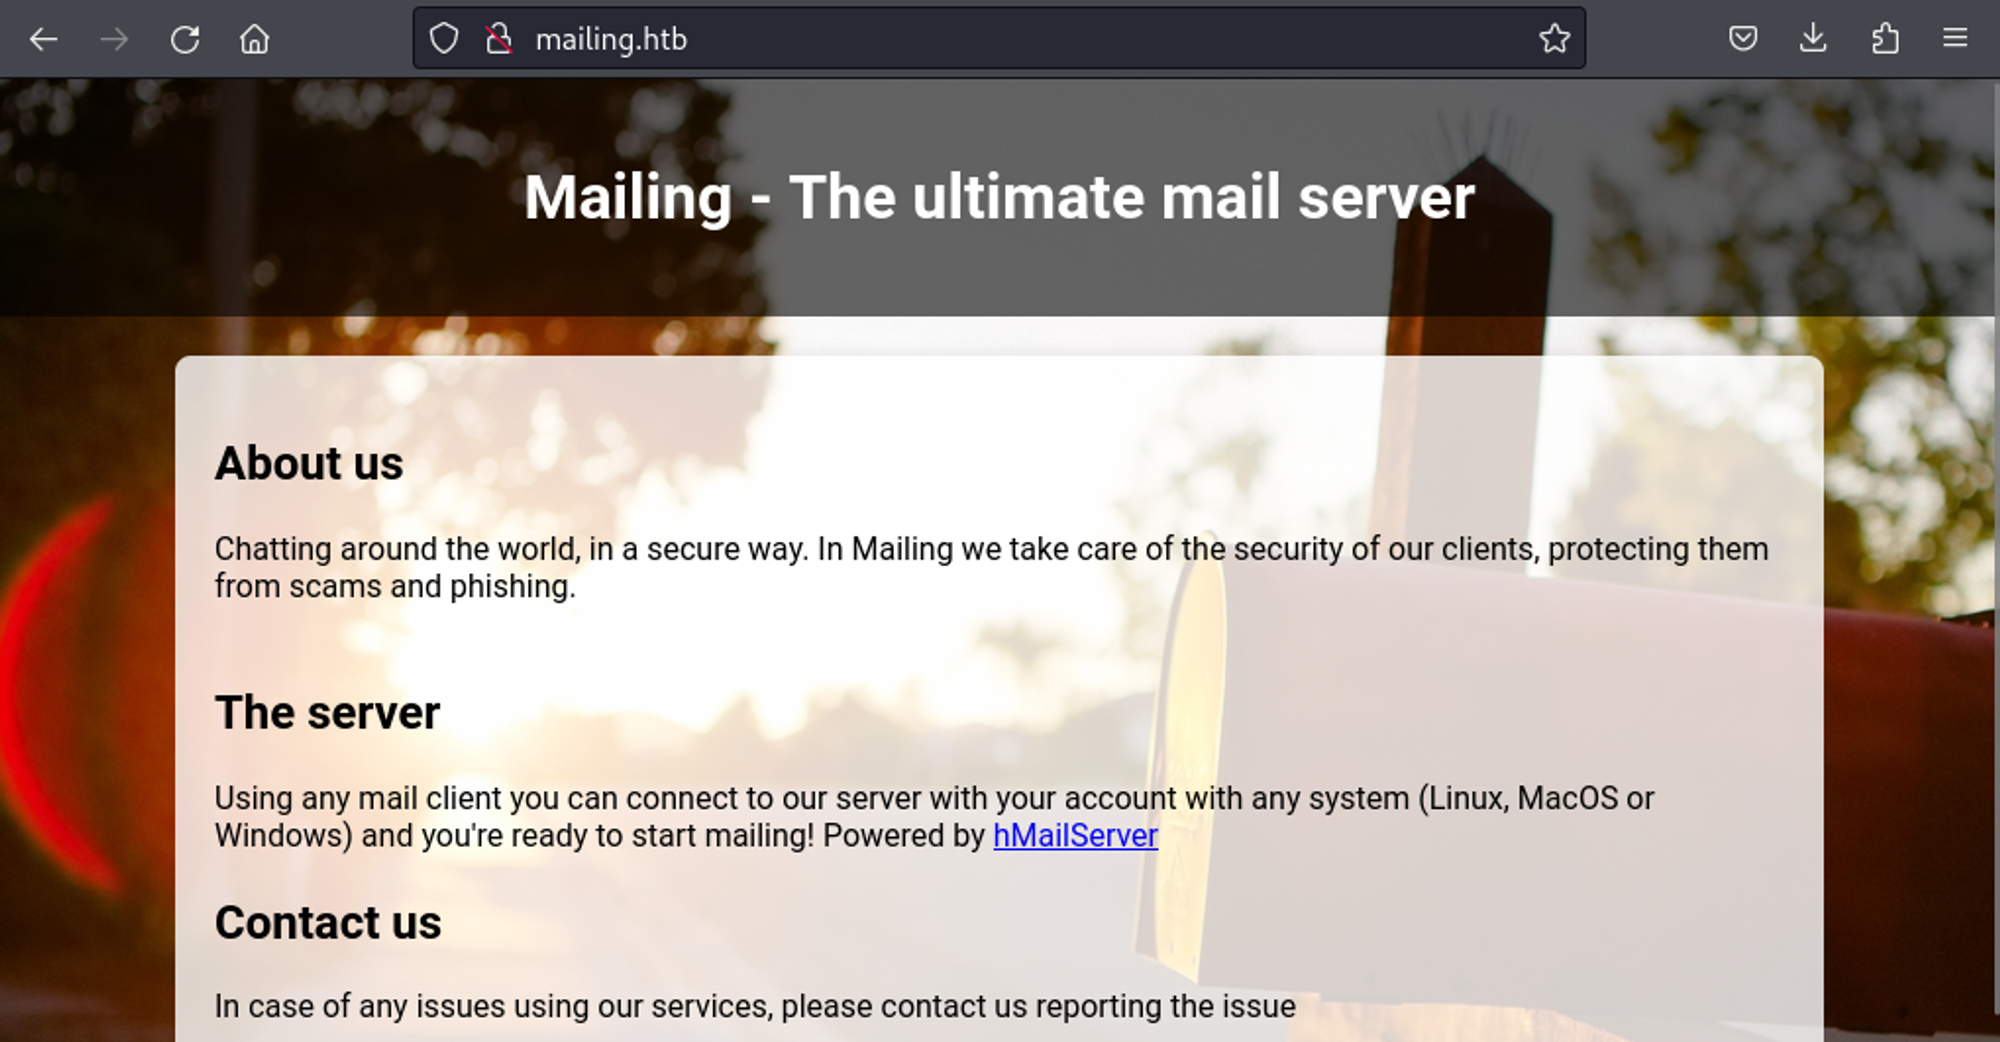 mailing.htb
Mailing - The ultimate mail server
About us
Chatting around the world, in a secure way. In Mailing we take care of the security of our clients, protecting them
from scams and phishing.
The server
Using any mail client you can connect to our server with your account with any system (Linux, MacOS or
Windows) and you're ready to start mailing! Powered by hMailServer
Contact us
In case of any issues using our services, please contact us reporting the issue